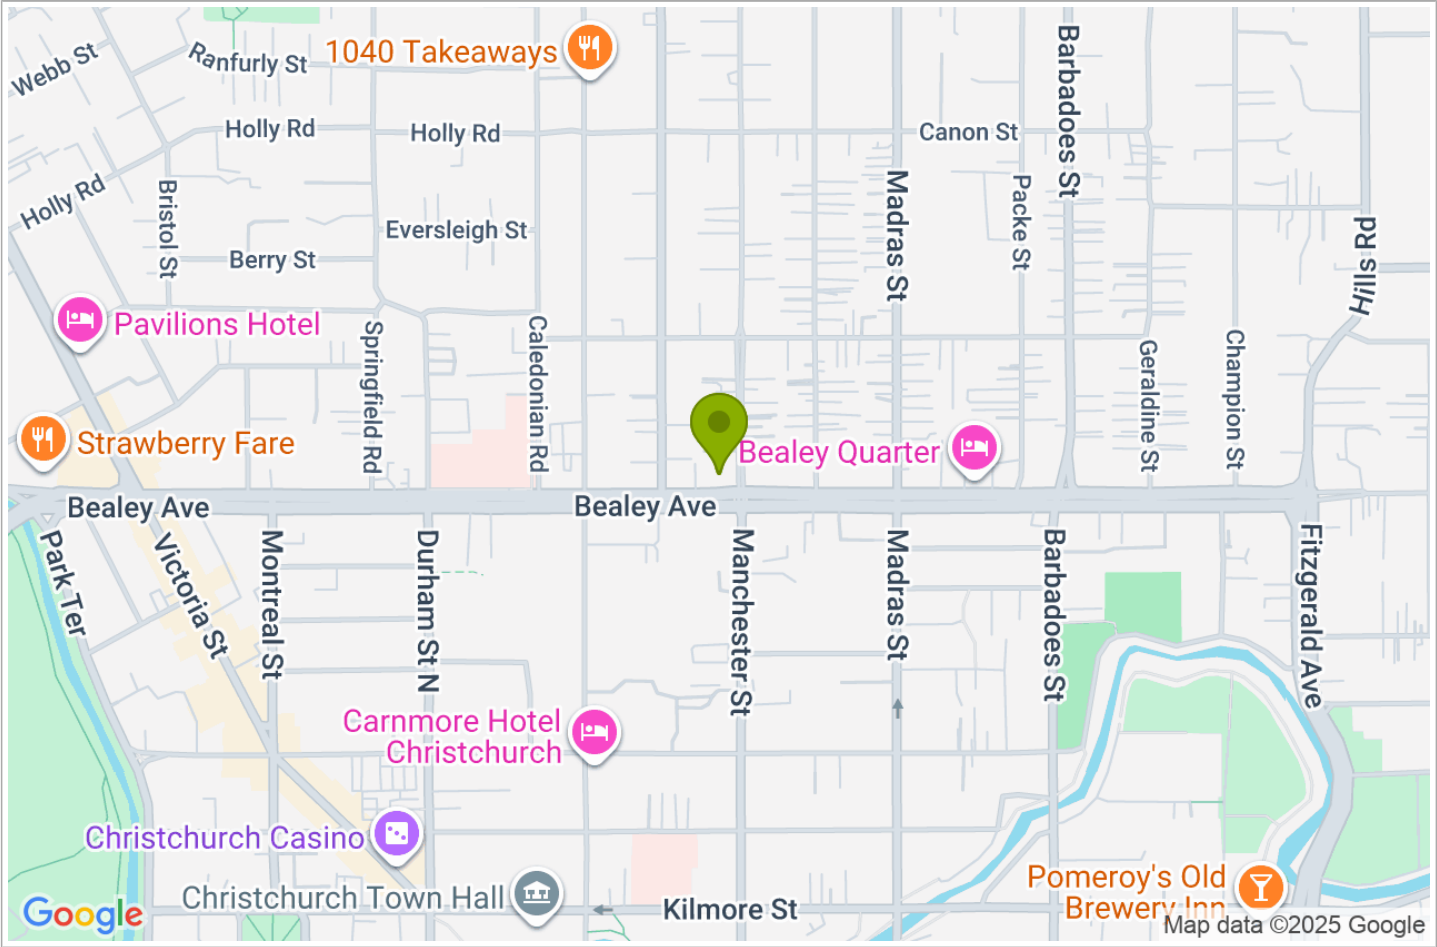 Webb St
Ranfurly St
1040 Takeaways
Barbadoes St
Holly Rd
Holly Rd
Canon St
Holly Rd
Bristol St
Madras St
Packe St
Eversleigh St
Berry St
Hills Rd
Pavilions Hotel
Springfield Rd
Caledonian Rd
Geraldine St
Champion St
Strawberry Fare
Bealey Quarter
Bealey Ave
Bealey Ave
Park Ter
Victoria St
Montreal St
Durham St N
Manchester St
Madras St
Barbadoes St
Fitzgerald Ave
Carnmore Hotel
Christchurch
Christchurch Casino
Christchurch Town Hall
Kilmore St
Pomeroy's Old
Brewery Inn
Google
Map data ©2025 Google